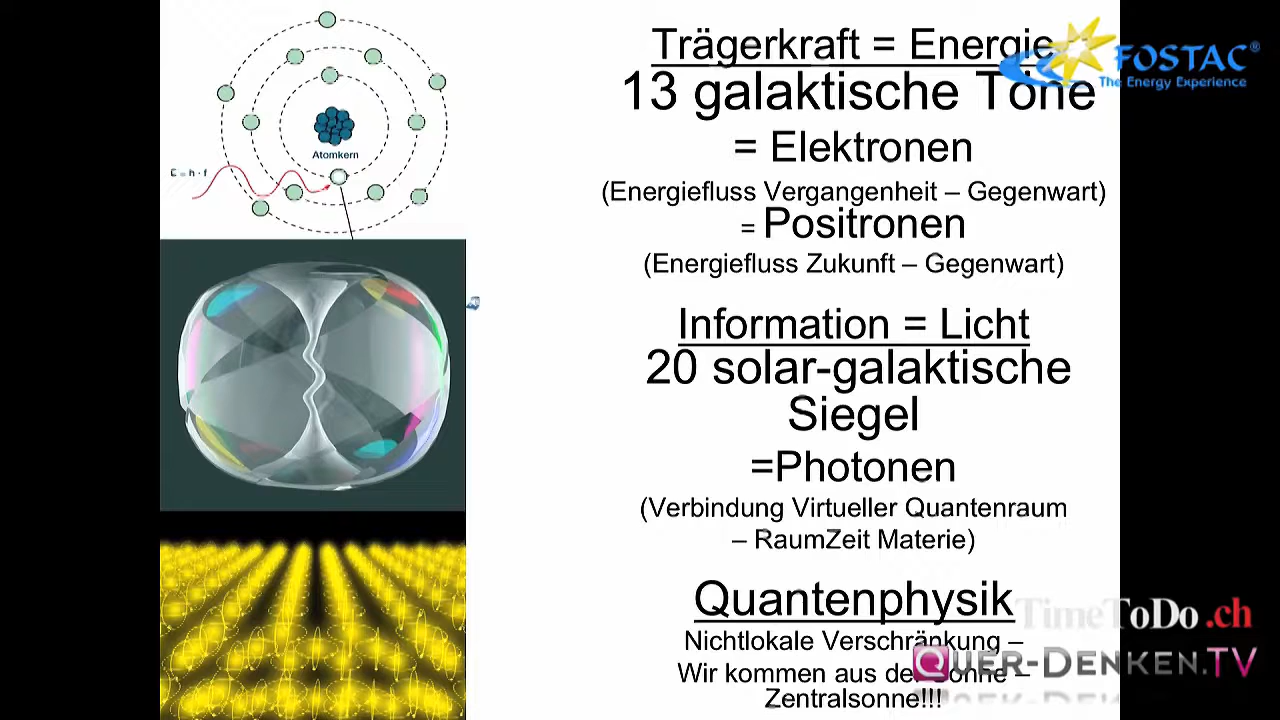 Trägerkraft = Energie
FOSTAC®
The Energy Experience
13 galaktische Töne
= Elektronen
Atomkern
E = h · f
(Energiefluss Vergangenheit – Gegenwart)
= Positronen
(Energiefluss Zukunft – Gegenwart)
Information = Licht
20 solar-galaktische
Siegel
=Photonen
(Verbindung Virtueller Quantenraum
– RaumZeit Materie)
Quantenphysik
TimeToDo.ch
Nichtlokale Verschränkung –
QUER-DENKEN.TV
Wir kommen aus der Sonne –
Zentralsonne!!!